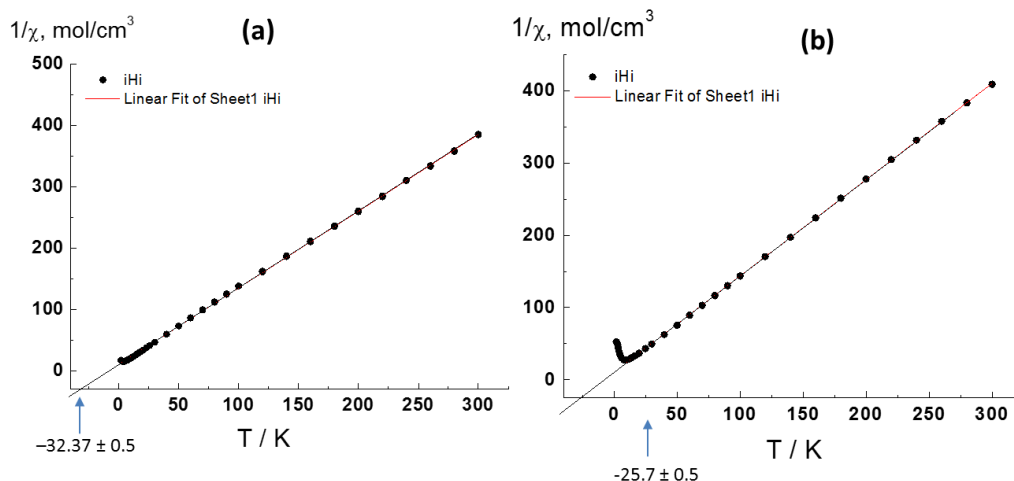 1/χ, mol/cm³
(a)
500
400
300
200
100
0
iHi
Linear Fit of Sheet1 iHi
0 50 100 150 200 250 300
T / K
−32.37 ± 0.5
1/χ, mol/cm³
(b)
400
300
200
100
0
iHi
Linear Fit of Sheet1 iHi
0 50 100 150 200 250 300
T / K
-25.7 ± 0.5